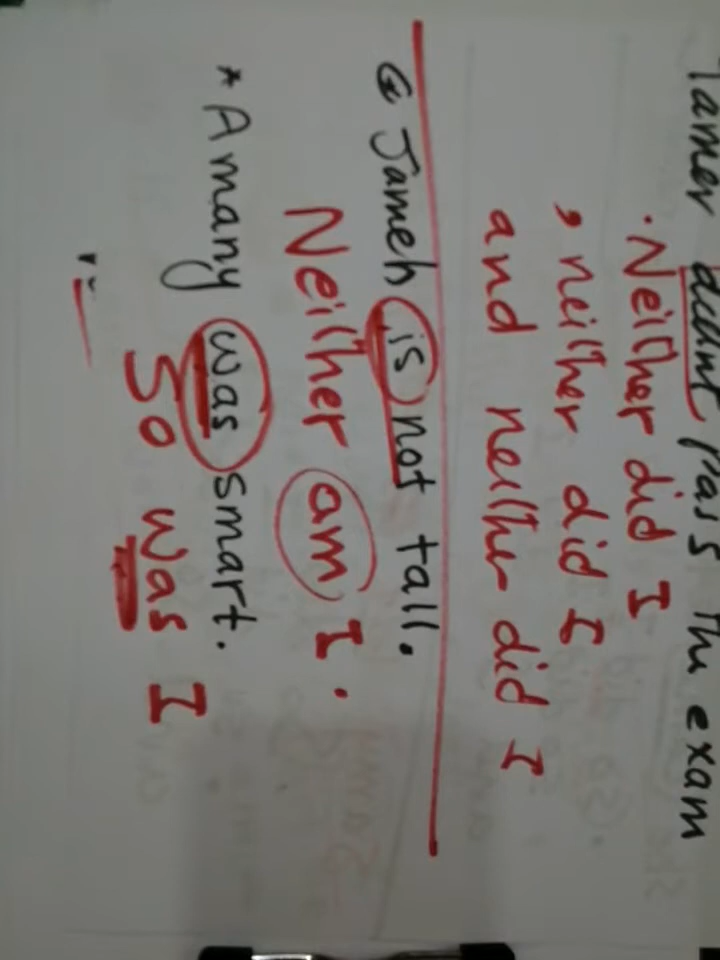 Tamer didn't pass the exam
. Neither did I
, neither did I
and neither did I
Jameh is not tall.
Neither am I.
* Amany was smart.
So was I